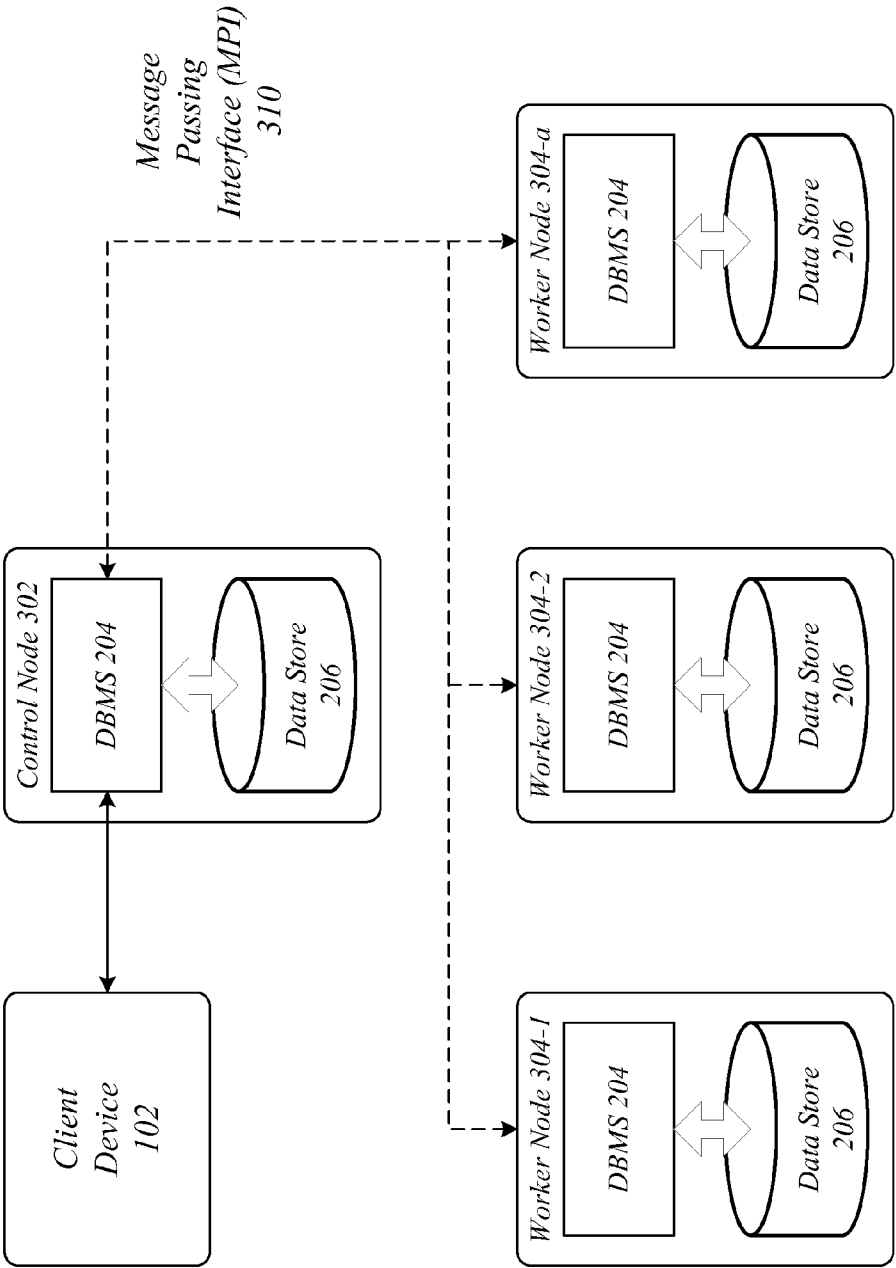 Client
Device
102
Control Node 302
DBMS 204
Data Store
206
Message
Passing
Interface (MPI)
310
Worker Node 304-1
DBMS 204
Data Store
206
Worker Node 304-2
DBMS 204
Data Store
206
Worker Node 304-a
DBMS 204
Data Store
206